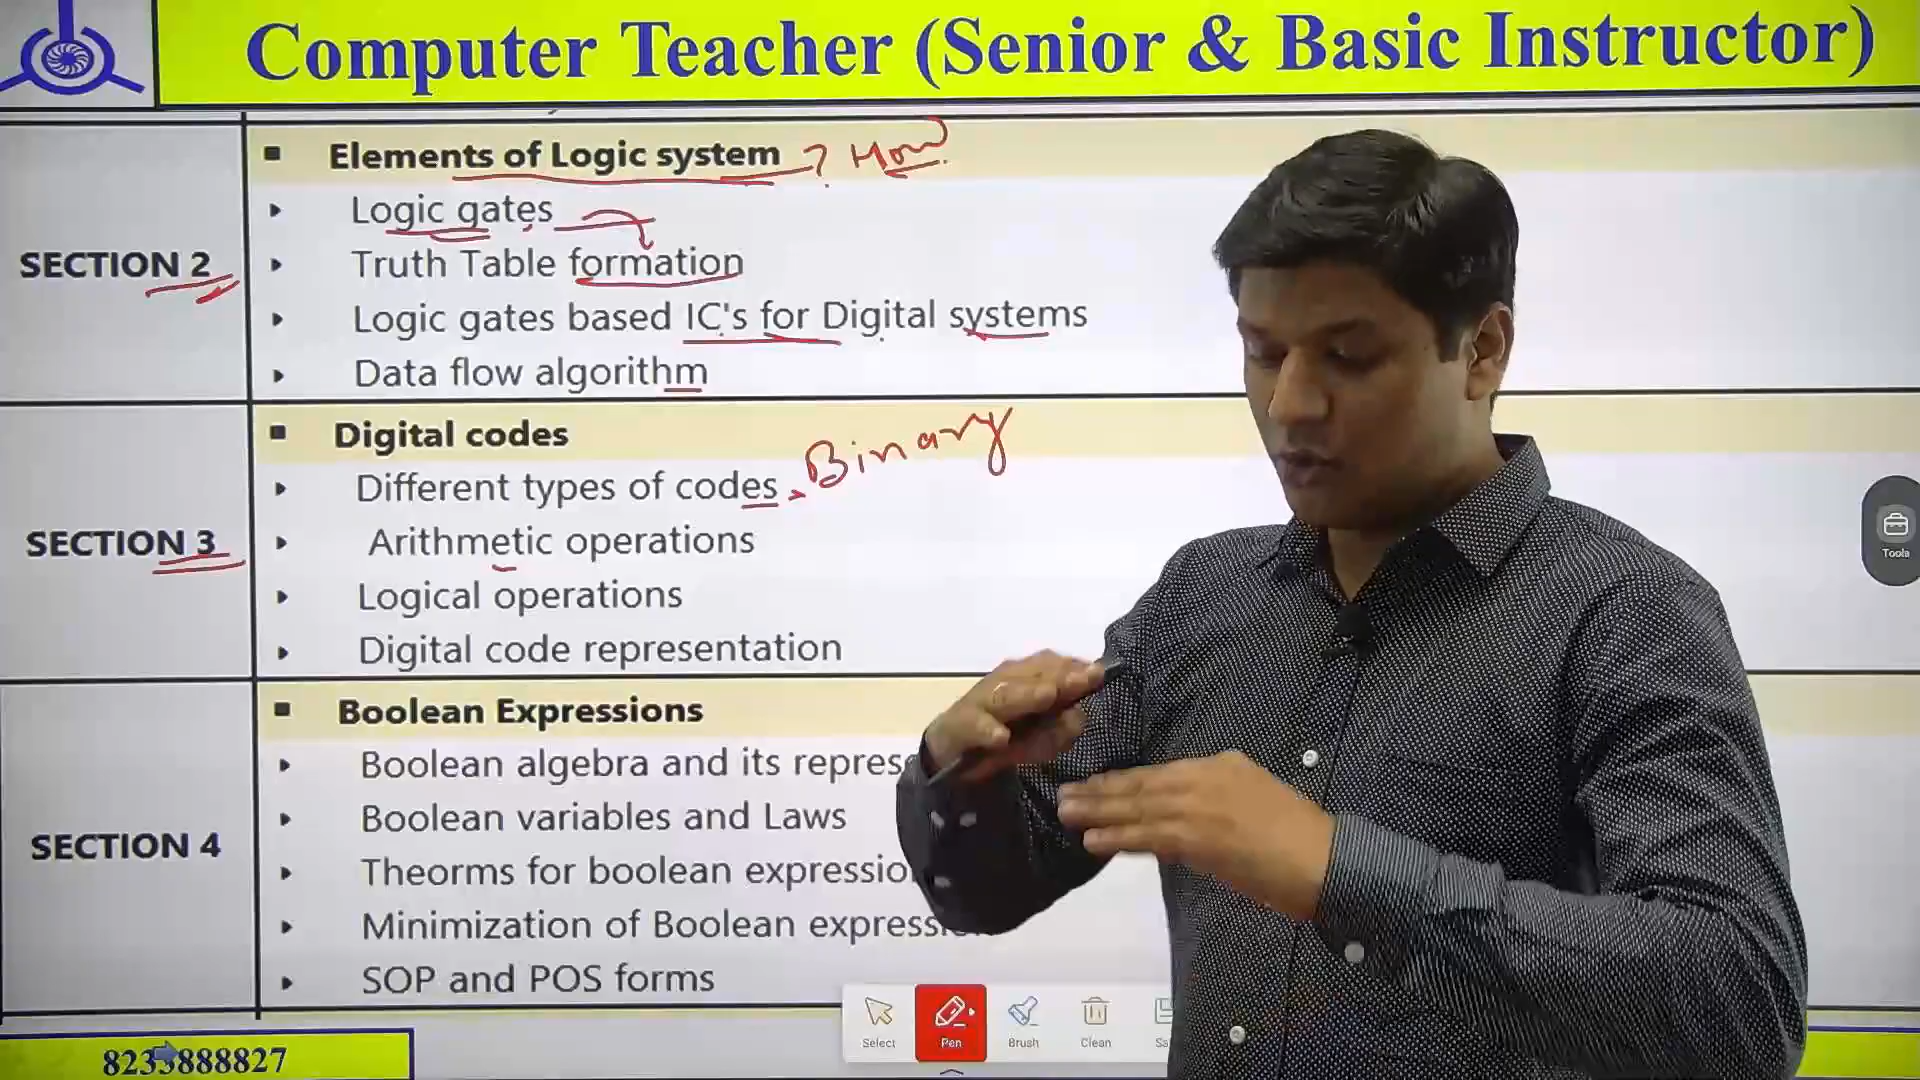 Computer Teacher (Senior & Basic Instructor)
SECTION 2
Elements of Logic system ? How
Logic gates
Truth Table formation
Logic gates based IC's for Digital systems
Data flow algorithm
SECTION 3
Digital codes
Different types of codes Binary
Arithmetic operations
Logical operations
Digital code representation
SECTION 4
Boolean Expressions
Boolean algebra and its
Boolean variables and Laws
Theorms for boolean
Minimization of Boolean
SOP and POS forms
Tools
Select
Pen
Brush
Clean
8233888827